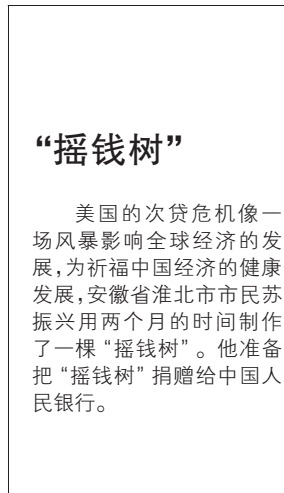 “摇钱树”
美国的次贷危机像一
场风暴影响全球经济的发
展，为祈福中国经济的健康
发展，安徽省淮北市市民苏
振兴用两个月的时间制作
了一棵“摇钱树”。他准备
把“摇钱树”捐赠给中国人
民银行。